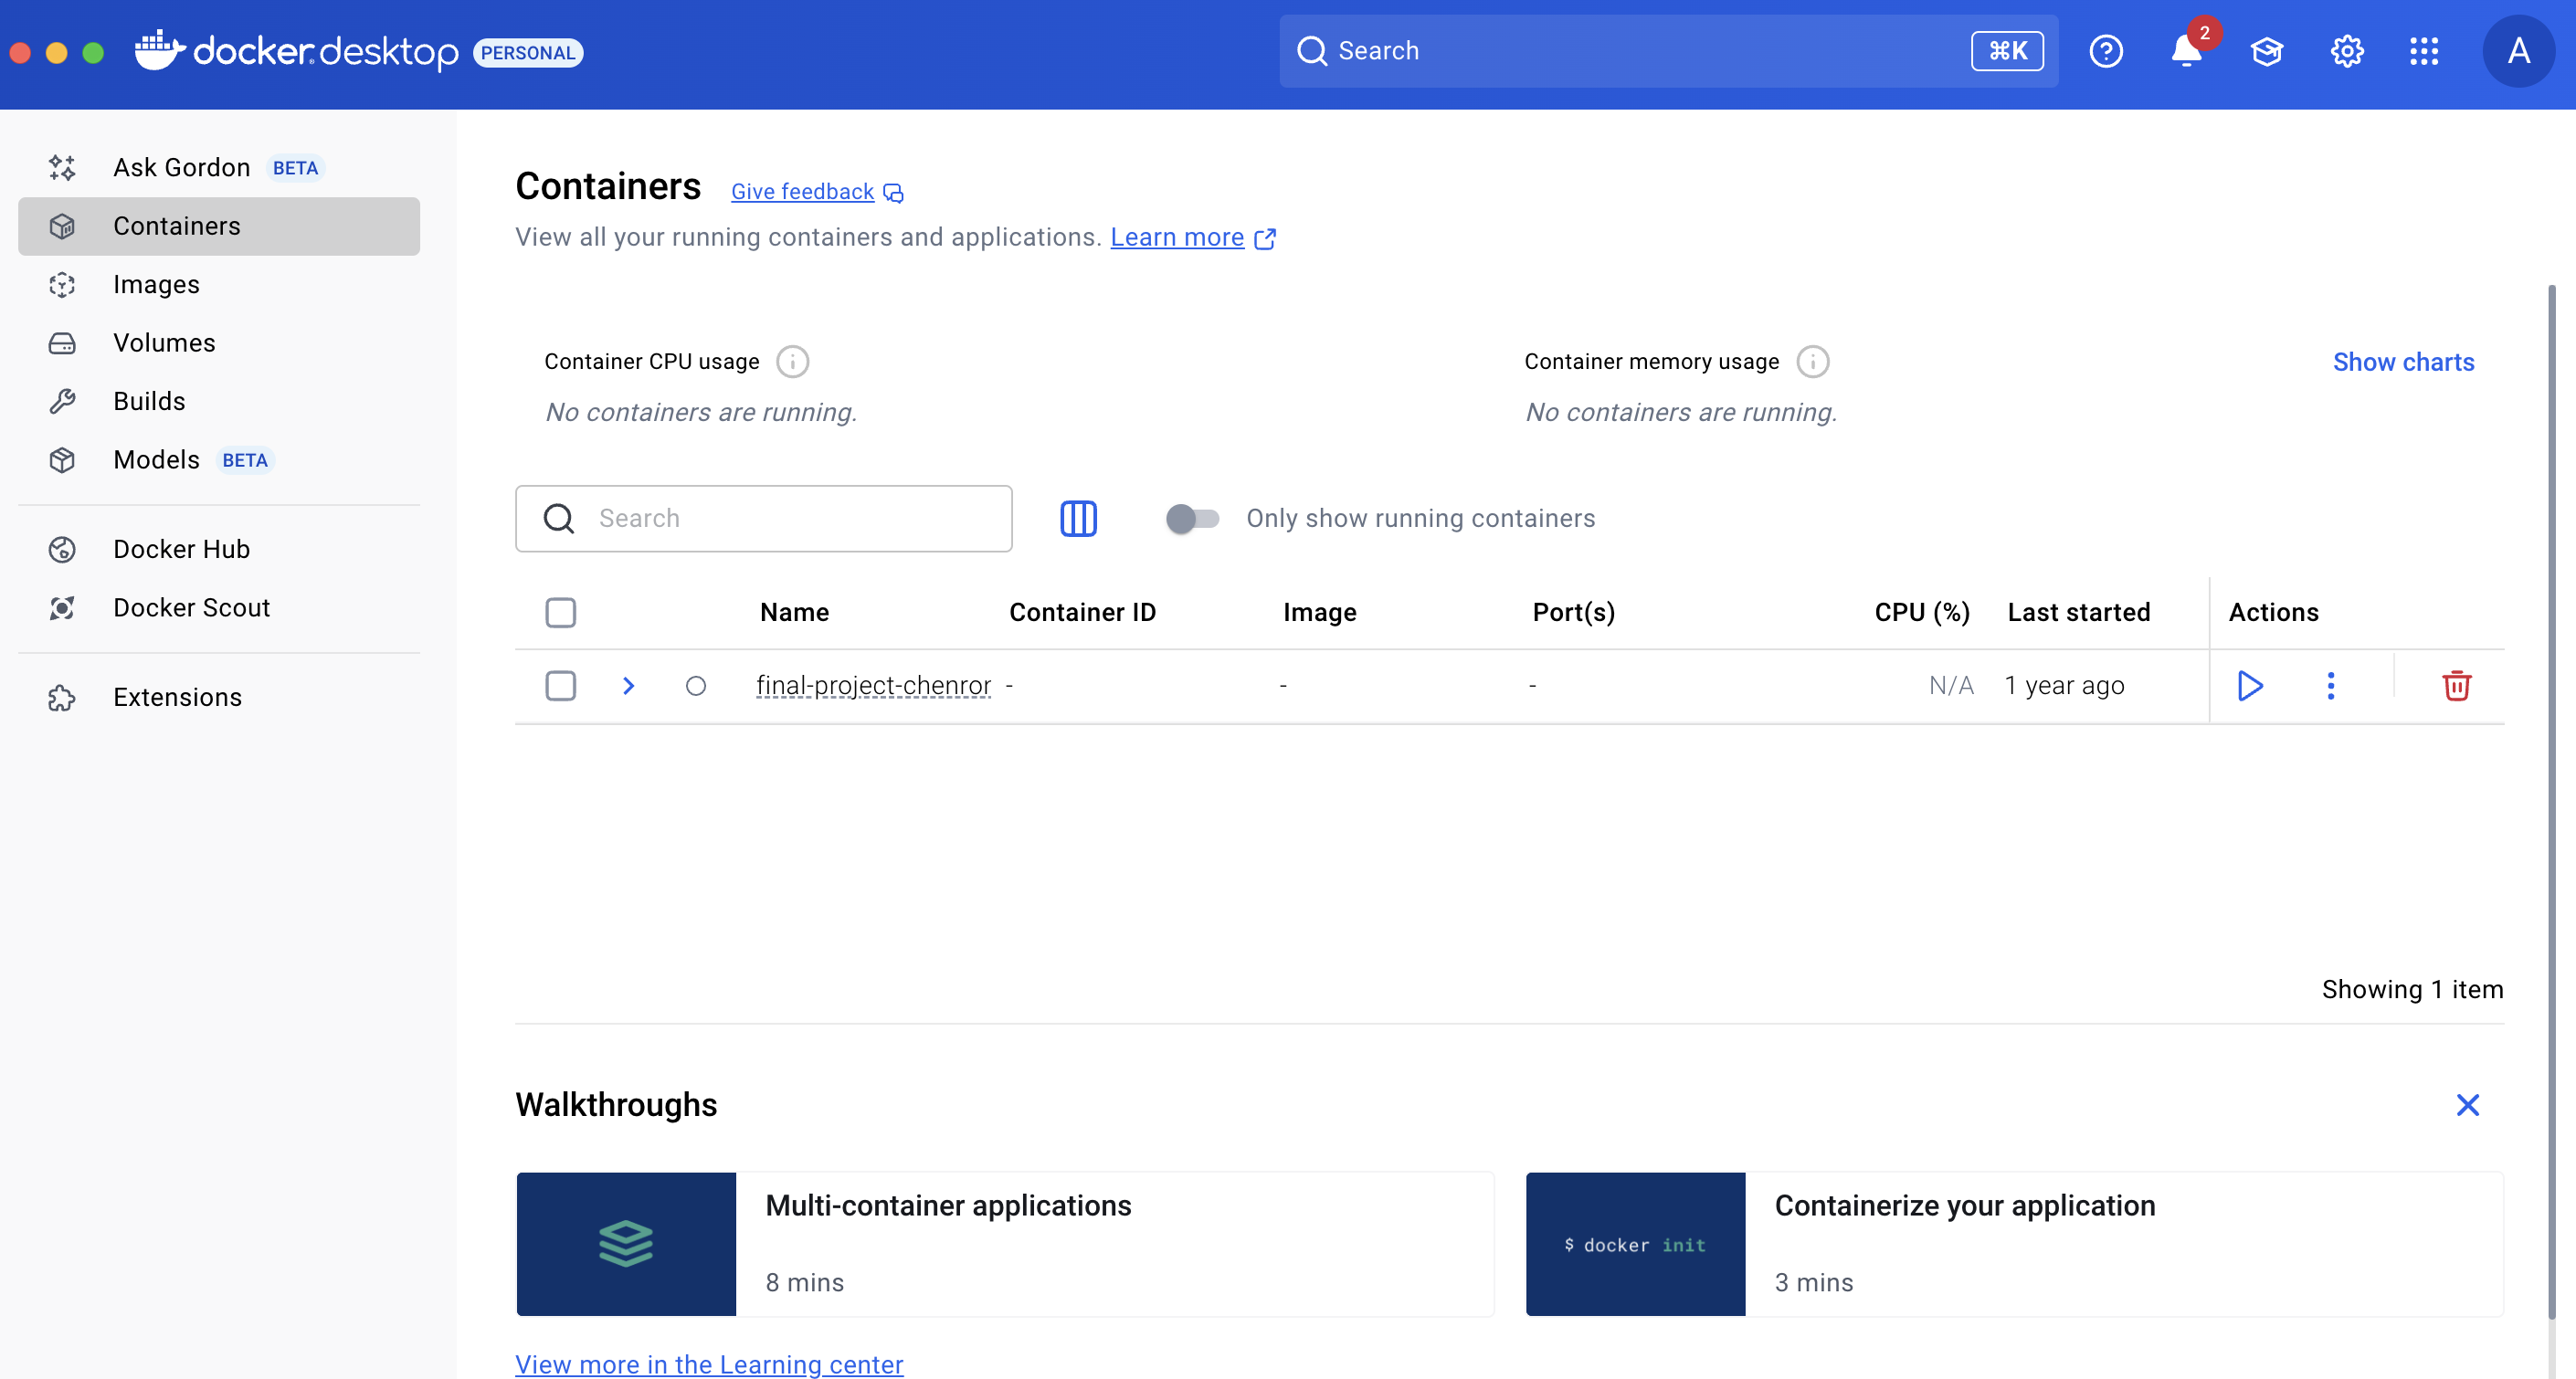 docker desktop PERSONAL
Search ⌘K 2 A
Ask Gordon BETA
Containers
Images
Volumes
Builds
Models BETA
Docker Hub
Docker Scout
Extensions
Containers Give feedback
View all your running containers and applications. Learn more
Container CPU usage
No containers are running.
Container memory usage
No containers are running.
Show charts
Search
Only show running containers
Name Container ID Image Port(s) CPU (%) Last started Actions
final-project-chenror - - - N/A 1 year ago
Showing 1 item
Walkthroughs
Multi-container applications
8 mins
$ docker init
Containerize your application
3 mins
View more in the Learning center